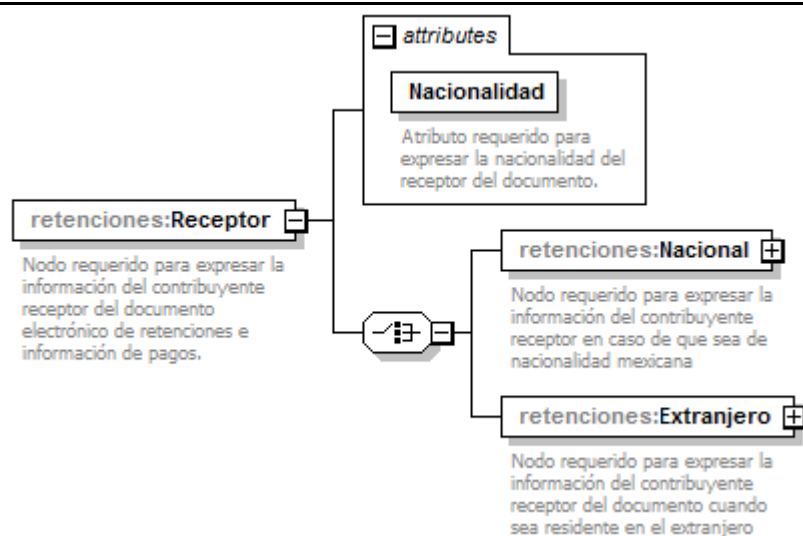 attributes
Nacionalidad
Atributo requerido para
expresar la nacionalidad del
receptor del documento.
retenciones:Receptor
Nodo requerido para expresar la
información del contribuyente
receptor del documento
electrónico de retenciones e
información de pagos.
retenciones:Nacional
Nodo requerido para expresar la
información del contribuyente
receptor en caso de que sea de
nacionalidad mexicana
retenciones:Extranjero
Nodo requerido para expresar la
información del contribuyente
receptor del documento cuando
sea residente en el extranjero